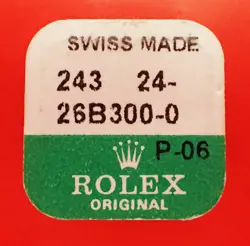 SWISS MADE
243 24-
26B300-0
P-06
ROLEX
ORIGINAL